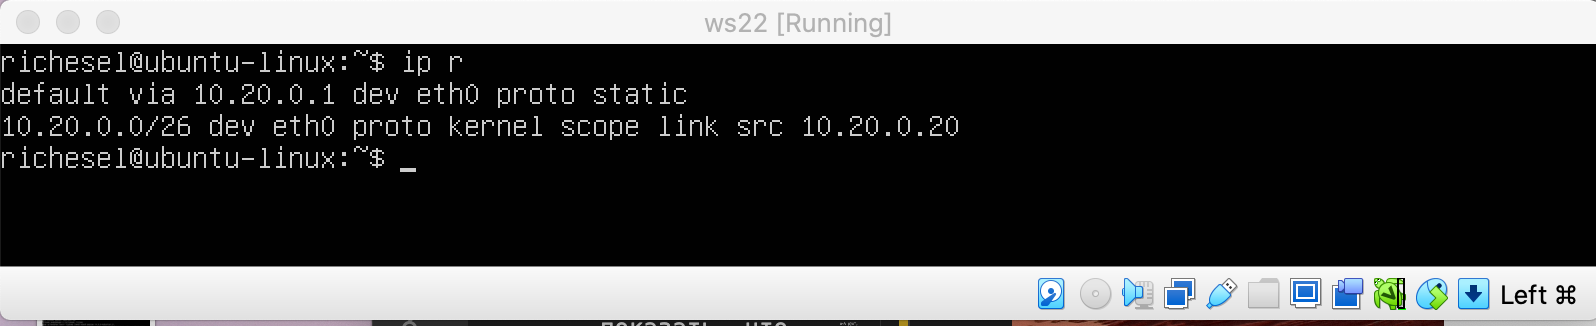 ws22 [Running]
richesel@ubuntu-linux:~$ ip r
default via 10.20.0.1 dev eth0 proto static
10.20.0.0/26 dev eth0 proto kernel scope link src 10.20.0.20
richesel@ubuntu-linux:~$ _
Left ⌘